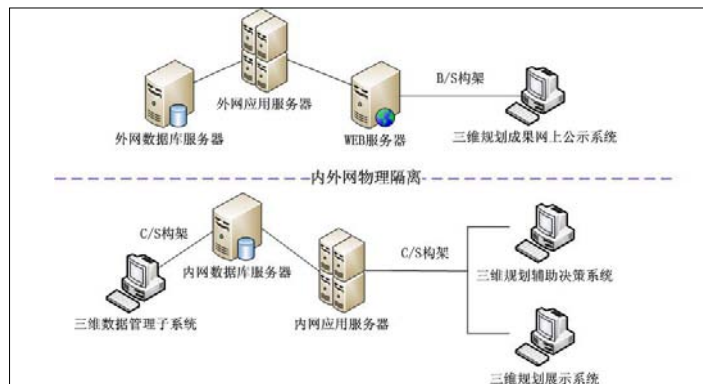 外网应用服务器
B/S构架
外网数据库服务器
WEB服务器
三维规划成果网上公示系统
内外网物理隔离
C/S构架
C/S构架
内网数据库服务器
三维规划辅助决策系统
三维数据管理子系统
内网应用服务器
三维规划展示系统